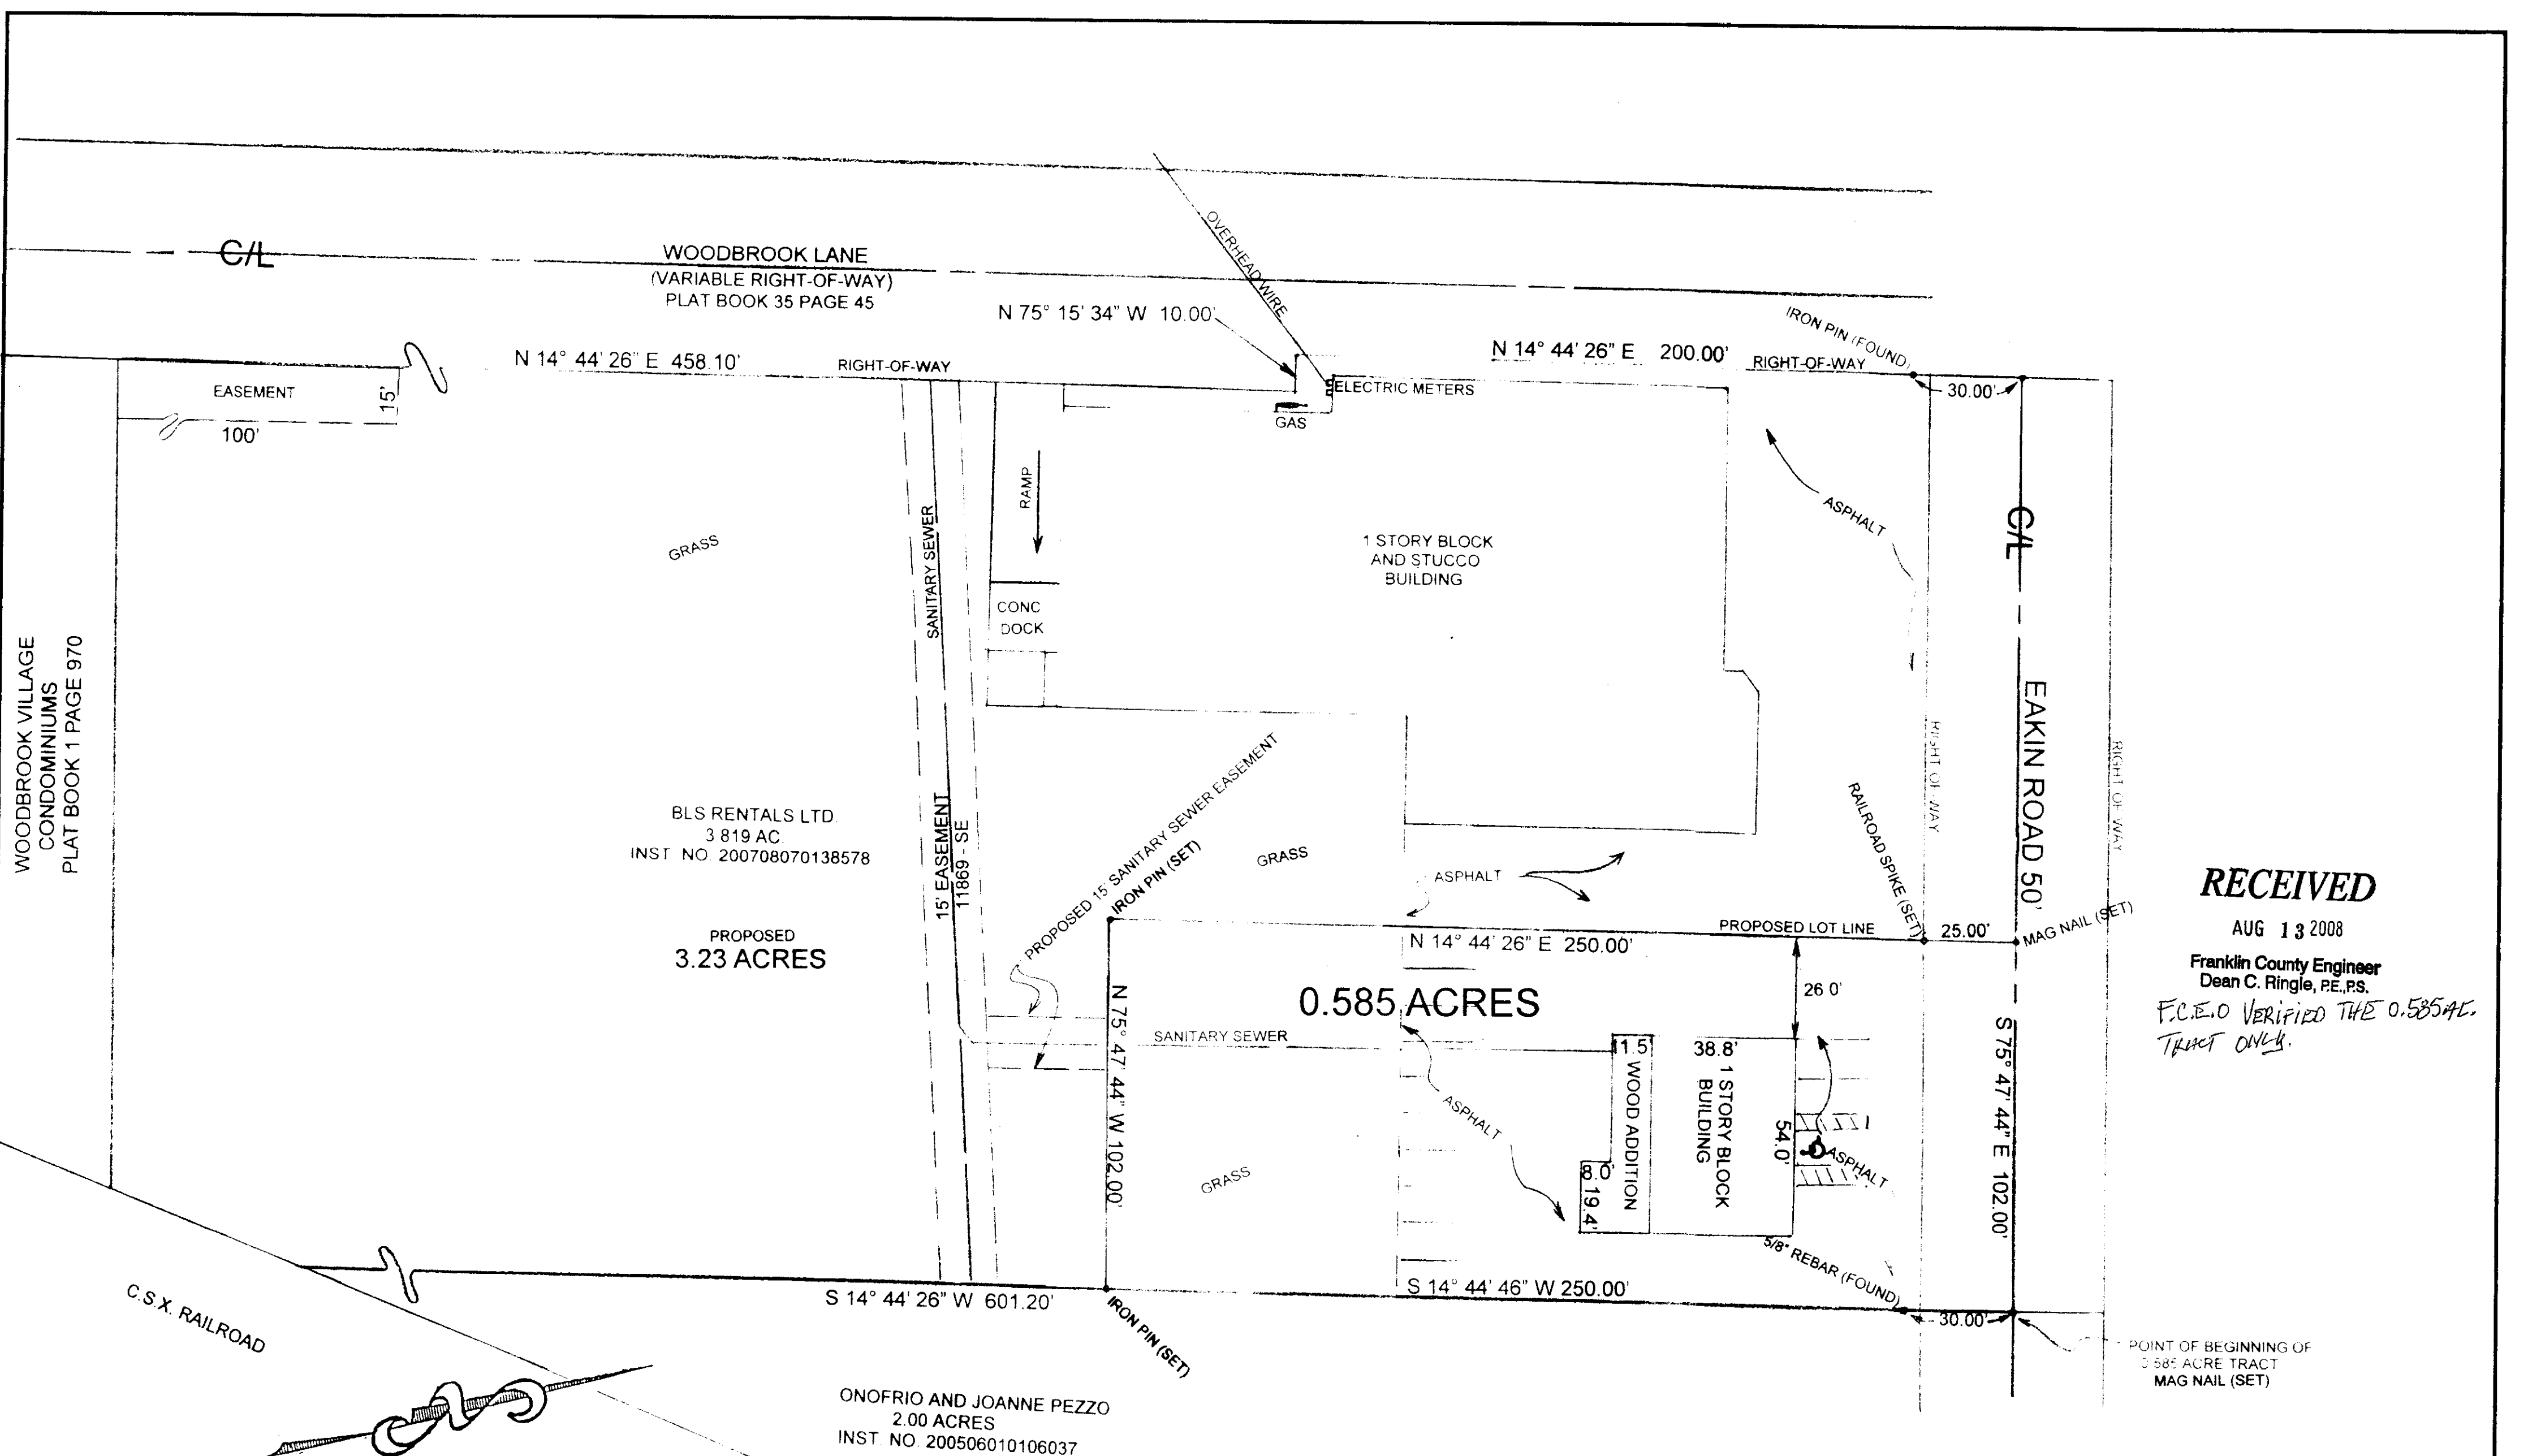 C/L
WOODBROOK LANE
(VARIABLE RIGHT-OF-WAY)
PLAT BOOK 35 PAGE 45
OVERHEAD WIRE
N 75° 15' 34" W 10.00'
IRON PIN (FOUND)
N 14° 44' 26" E 458.10'
RIGHT-OF-WAY
N 14° 44' 26" E 200.00'
RIGHT-OF-WAY
30.00'
EASEMENT
15'
100'
ELECTRIC METERS
GAS
RAMP
ASPHALT
C/L
GRASS
SANITARY SEWER
1 STORY BLOCK
AND STUCCO
BUILDING
CONC
DOCK
WOODBROOK VILLAGE
CONDOMINIUMS
PLAT BOOK 1 PAGE 970
EAKIN ROAD 50'
RIGHT OF-WAY
RIGHT OF WAY
BLS RENTALS LTD.
3 819 AC.
INST NO. 200708070138578
15' EASEMENT
11869 - SE
PROPOSED 15' SANITARY SEWER EASEMENT
IRON PIN (SET)
GRASS
ASPHALT
RAILROAD SPIKE (SET)
PROPOSED
3.23 ACRES
N 14° 44' 26" E 250.00'
PROPOSED LOT LINE
25.00'
MAG NAIL (SET)
RECEIVED
AUG 13 2008
Franklin County Engineer
Dean C. Ringle, P.E.,P.S.
F.C.E.O VERIFIED THE 0.585 AC.
TRACT ONLY.
0.585 ACRES
26 0'
N 75° 47' 44" W 102.00'
SANITARY SEWER
11.5'
38.8'
WOOD ADDITION
1 STORY BLOCK
BUILDING
54.0'
ASPHALT
ASPHALT
8.0'
19.4'
S 75° 47' 44" E 102.00'
GRASS
5/8" REBAR (FOUND)
S 14° 44' 26" W 601.20'
S 14° 44' 46" W 250.00'
30.00'
IRON PIN (SET)
C.S.X. RAILROAD
POINT OF BEGINNING OF
0.585 ACRE TRACT
MAG NAIL (SET)
ONOFRIO AND JOANNE PEZZO
2.00 ACRES
INST. NO. 200506010106037